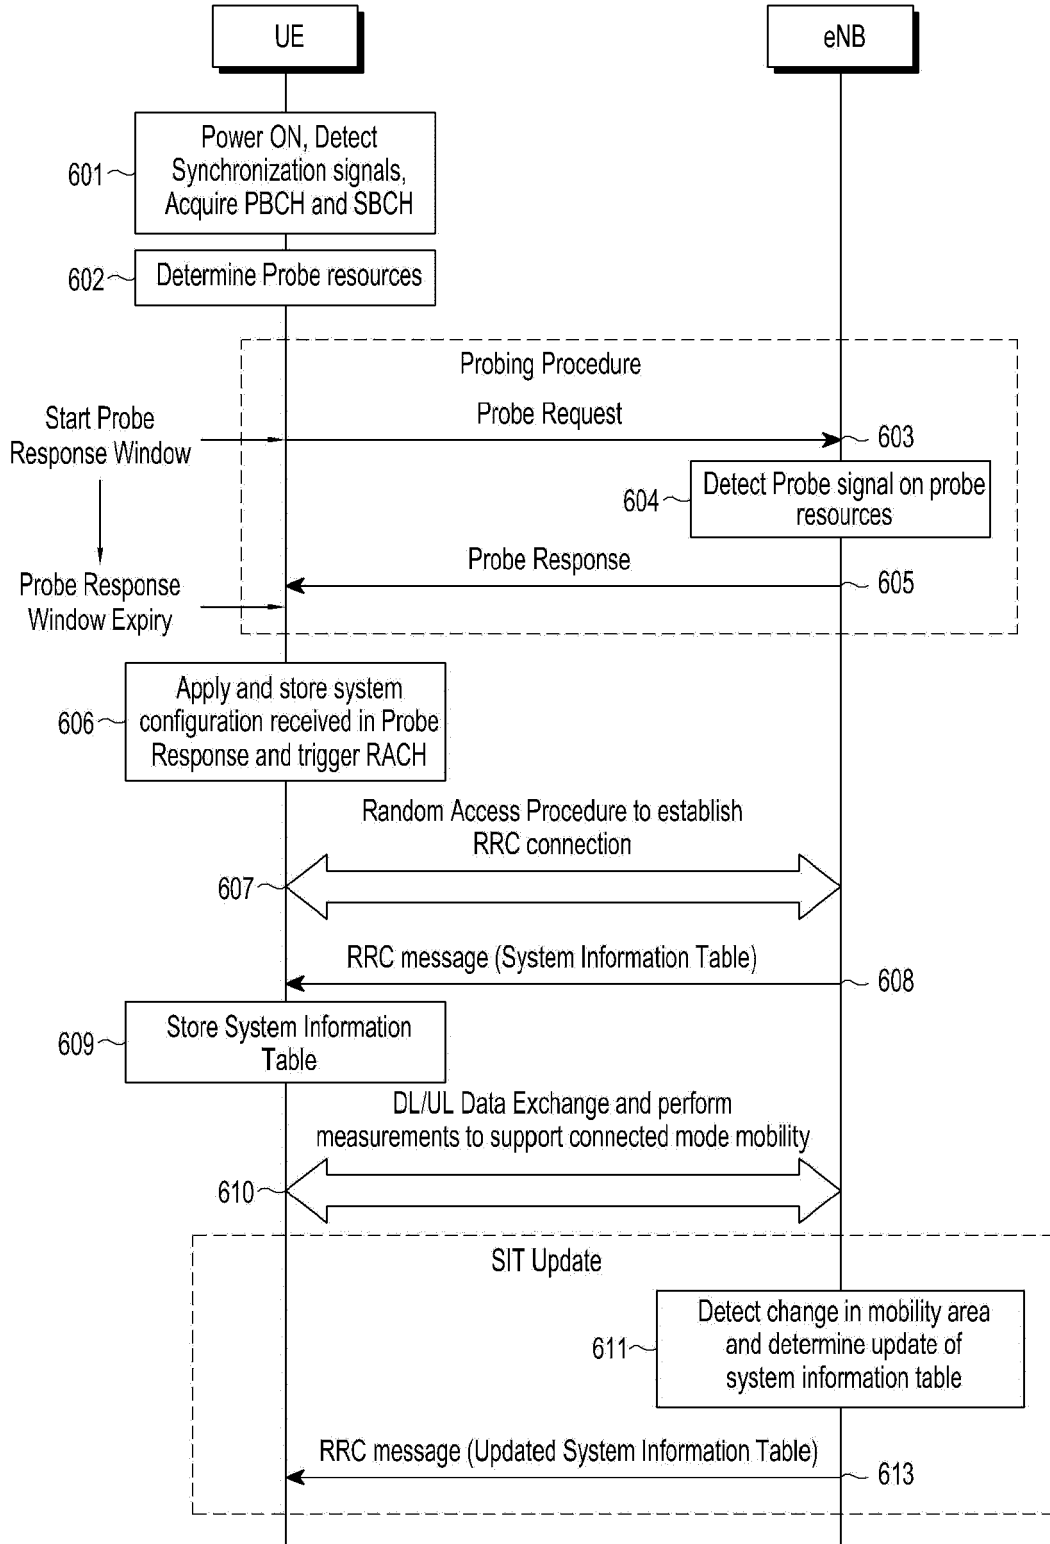 UE
eNB
Power ON, Detect
Synchronization signals,
Acquire PBCH and SBCH
601
Determine Probe resources
602
Probing Procedure
Start Probe
Response Window
Probe Request
603
Detect Probe signal on probe
resources
604
Probe Response
605
Probe Response
Window Expiry
Apply and store system
configuration received in Probe
Response and trigger RACH
606
Random Access Procedure to establish
RRC connection
607
RRC message (System Information Table)
608
Store System Information
Table
609
DL/UL Data Exchange and perform
measurements to support connected mode mobility
610
SIT Update
Detect change in mobility area
and determine update of
system information table
611
RRC message (Updated System Information Table)
613